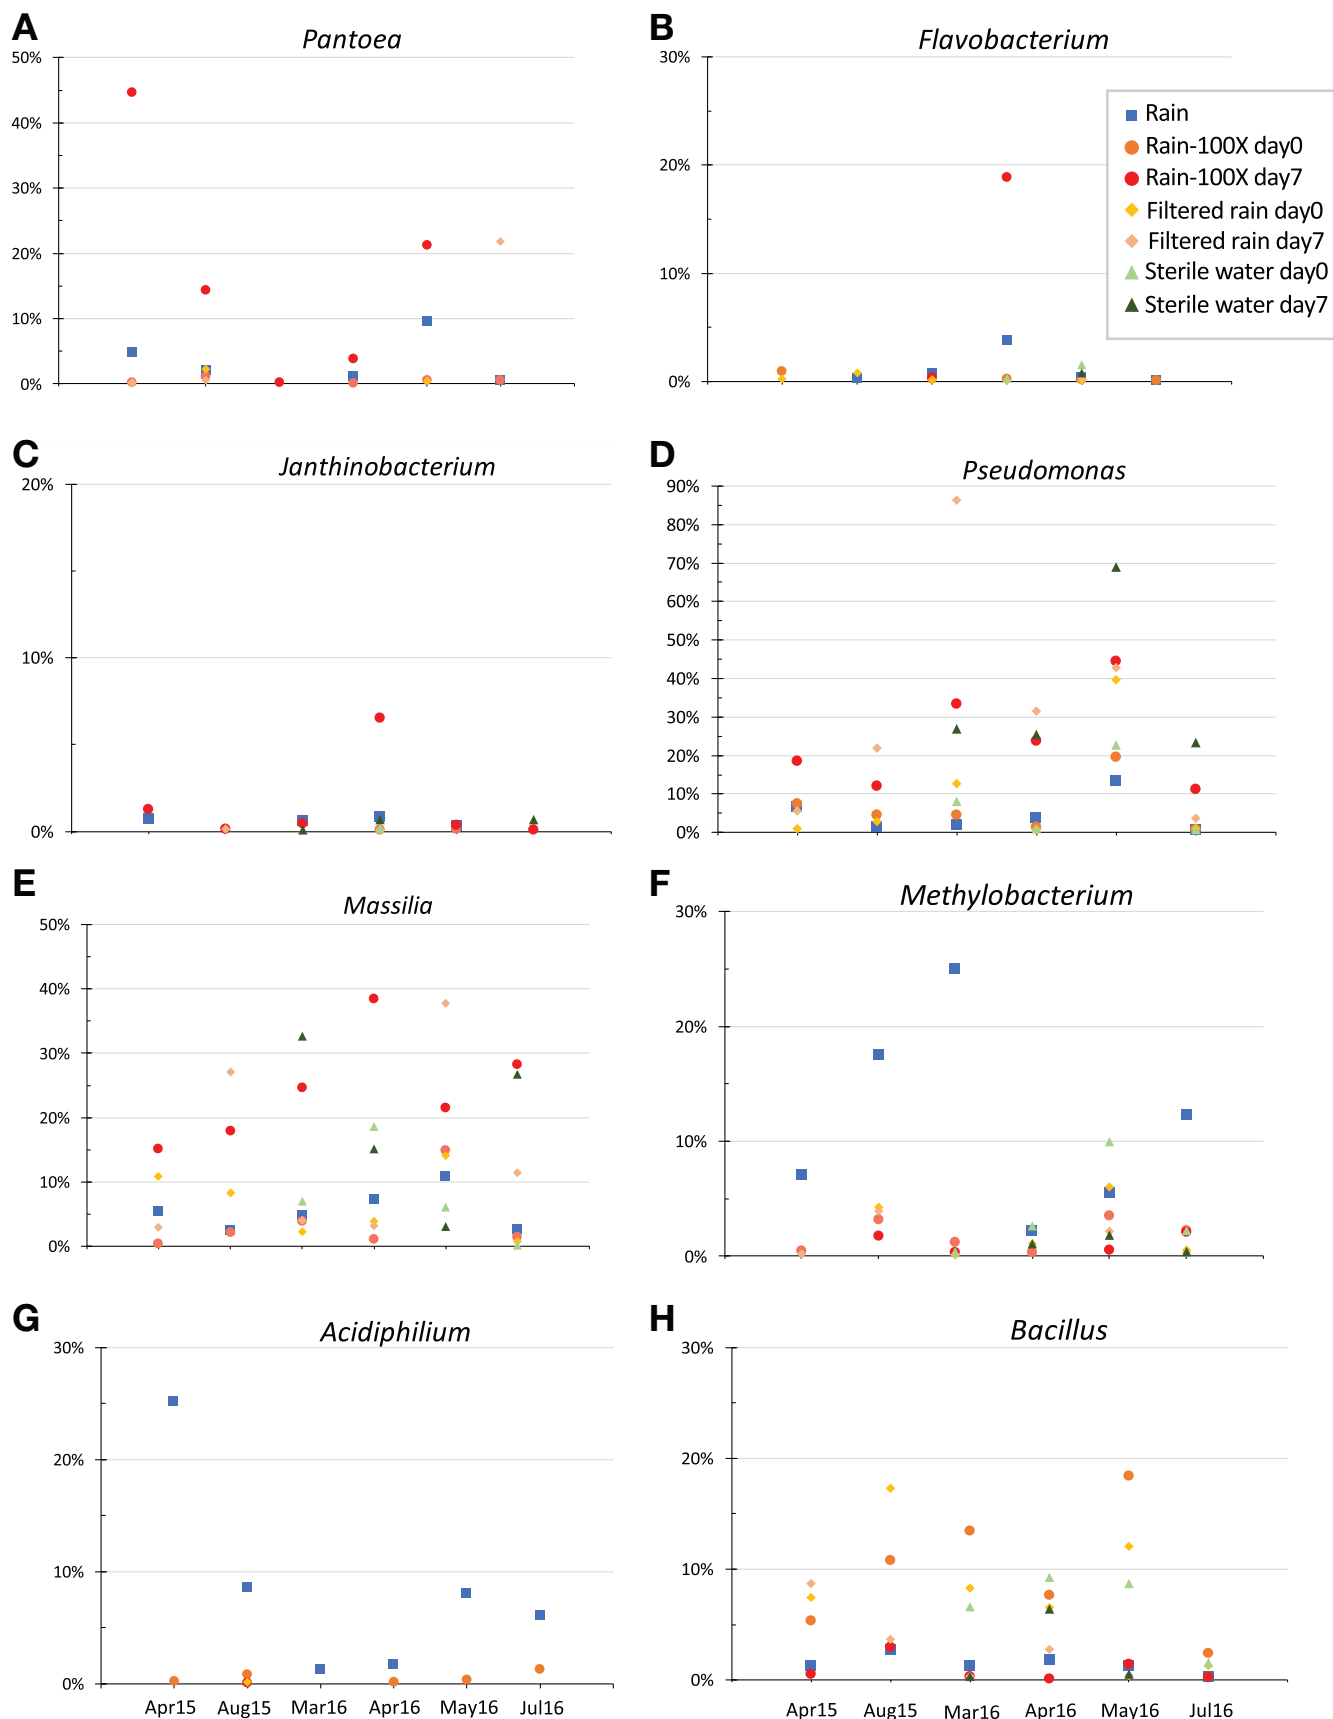 A
Pantoea
50%
40%
30%
20%
10%
0%
B
Flavobacterium
30%
20%
10%
0%
Rain
Rain-100X day0
Rain-100X day7
Filtered rain day0
Filtered rain day7
Sterile water day0
Sterile water day7
C
Janthinobacterium
20%
10%
0%
D
Pseudomonas
90%
80%
70%
60%
50%
40%
30%
20%
10%
0%
E
Massilia
50%
40%
30%
20%
10%
0%
F
Methylobacterium
30%
20%
10%
0%
G
Acidiphilium
30%
20%
10%
0%
Apr15 Aug15 Mar16 Apr16 May16 Jul16
H
Bacillus
30%
20%
10%
0%
Apr15 Aug15 Mar16 Apr16 May16 Jul16